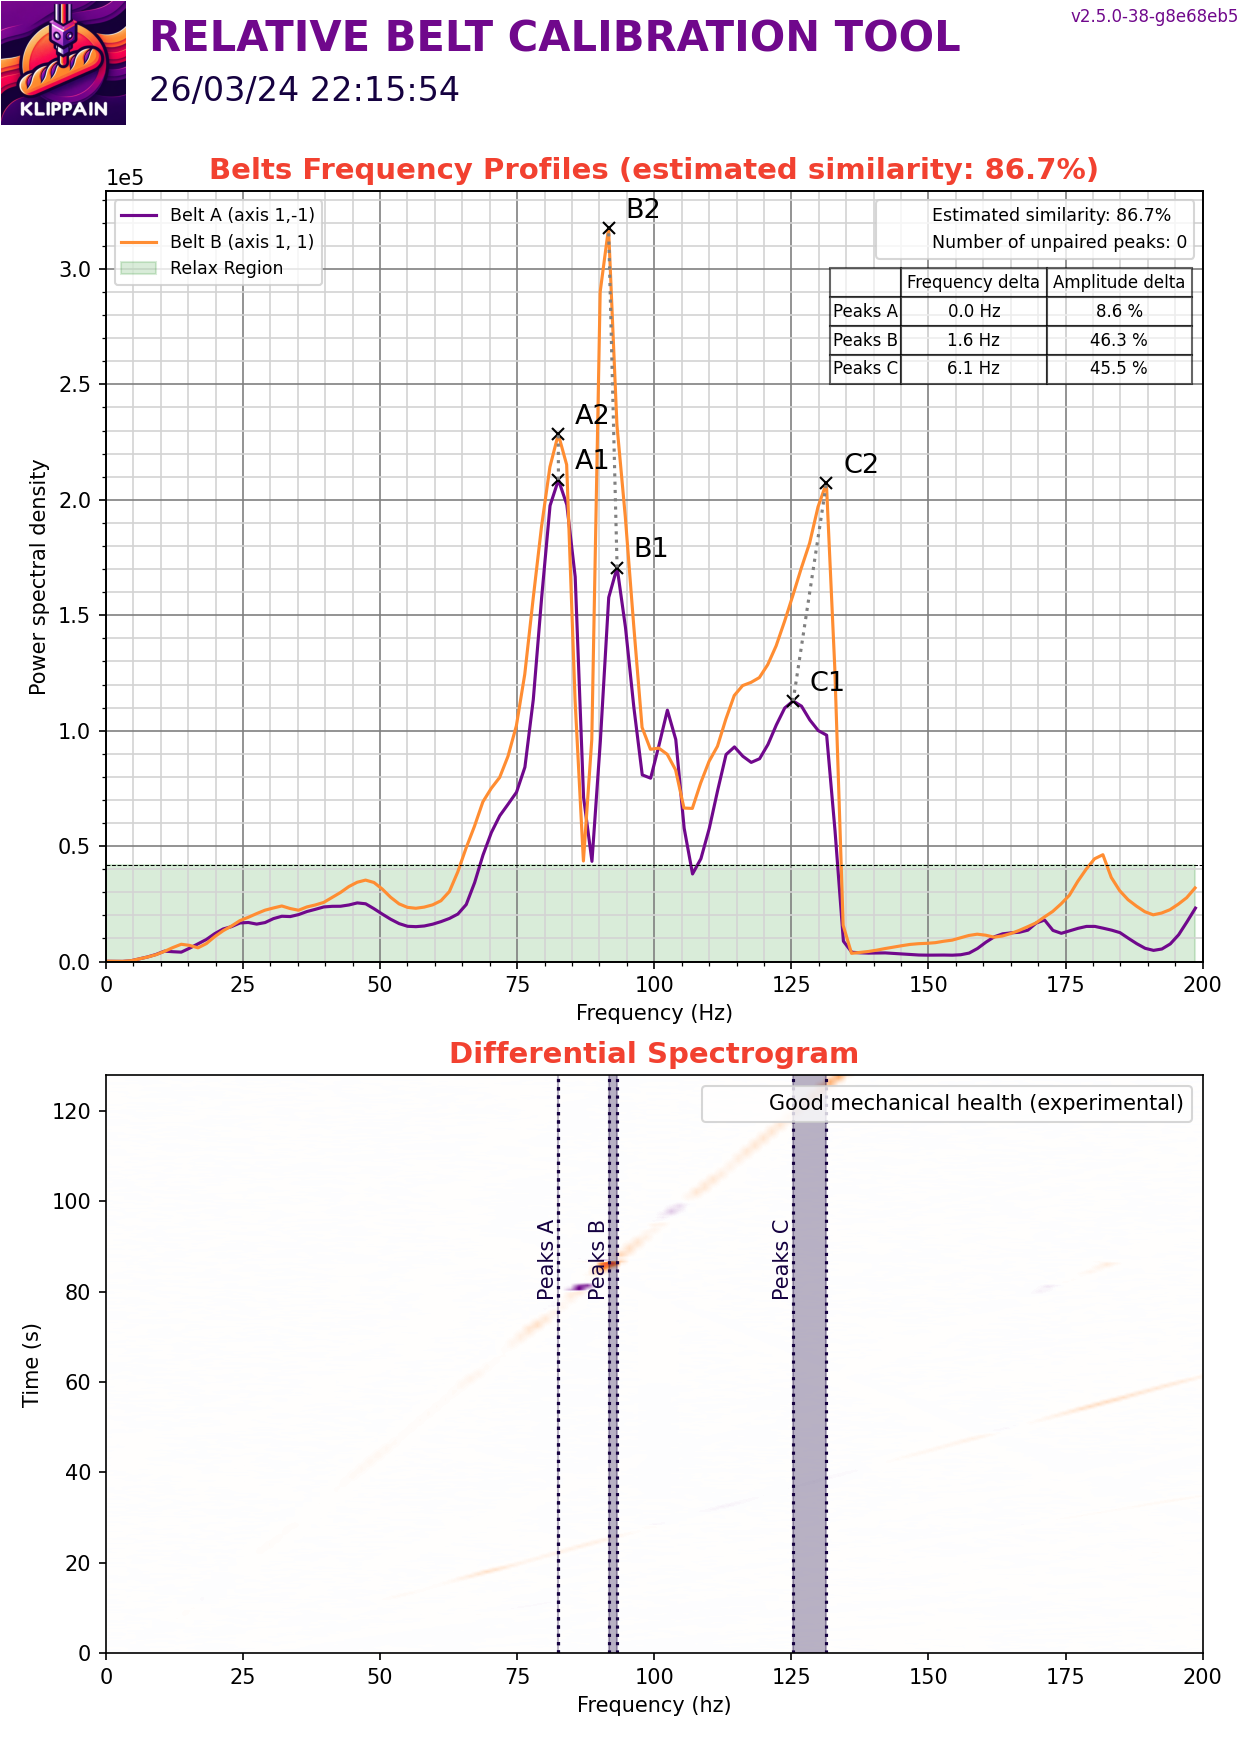 v2.5.0-38-g8e68eb5
RELATIVE BELT CALIBRATION TOOL
26/03/24 22:15:54
KLIPPAIN
Belts Frequency Profiles (estimated similarity: 86.7%)
1e5
Belt A (axis 1,-1)
Belt B (axis 1, 1)
Relax Region
Estimated similarity: 86.7%
Number of unpaired peaks: 0
Frequency delta Amplitude delta
Peaks A 0.0 Hz 8.6 %
Peaks B 1.6 Hz 46.3 %
Peaks C 6.1 Hz 45.5 %
B2
A2
A1
C2
B1
C1
3.0
2.5
2.0
1.5
1.0
0.5
0.0
Power spectral density
0 25 50 75 100 125 150 175 200
Frequency (Hz)
Differential Spectrogram
Good mechanical health (experimental)
Peaks A
Peaks B
Peaks C
120
100
80
60
40
20
0
Time (s)
0 25 50 75 100 125 150 175 200
Frequency (hz)